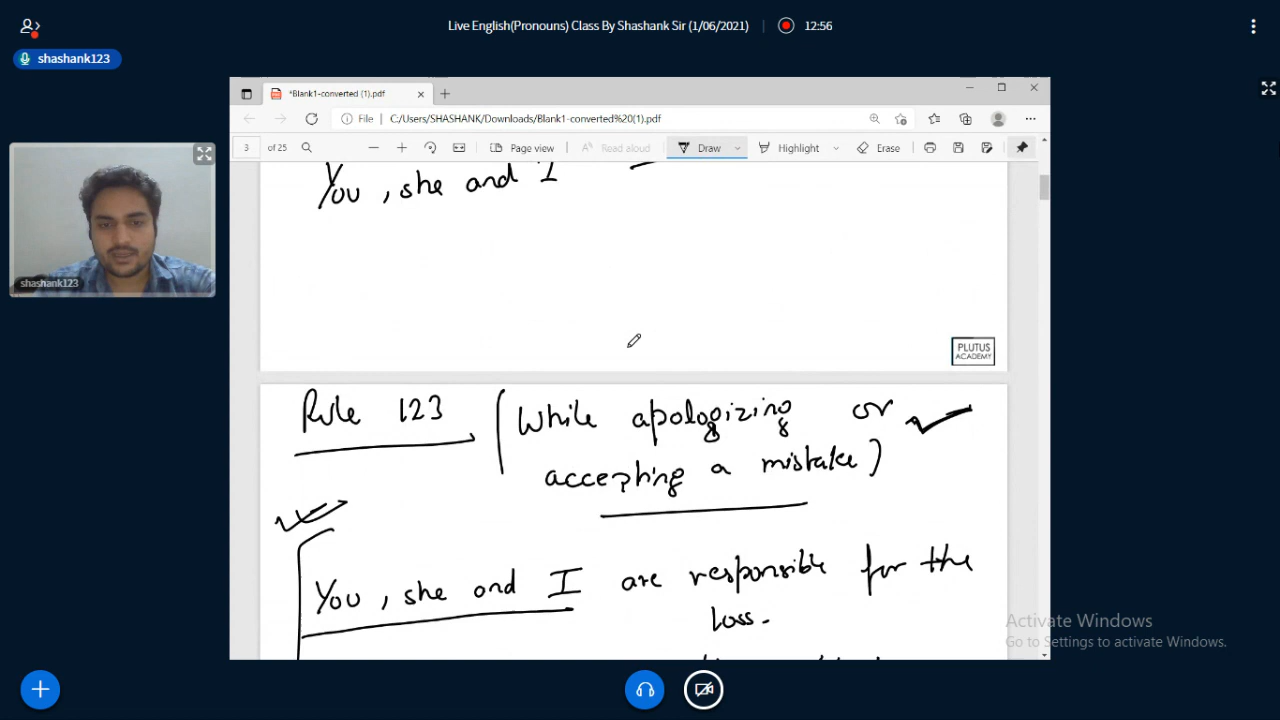 Live English(Pronouns) Class By Shashank Sir (1/06/2021)
12:56
shashank123
shashank123
*Blank1-converted (1).pdf
File
C:/Users/SHASHANK/Downloads/Blank1-converted%20(1).pdf
3 of 25
Page view
Read aloud
Draw
Highlight
Erase
You, she and I
PLUTUS
ACADEMY
Rule 123 (While apologizing or
accepting a mistake)
You, she and I are responsible for the
loss.
Activate Windows
Go to Settings to activate Windows.